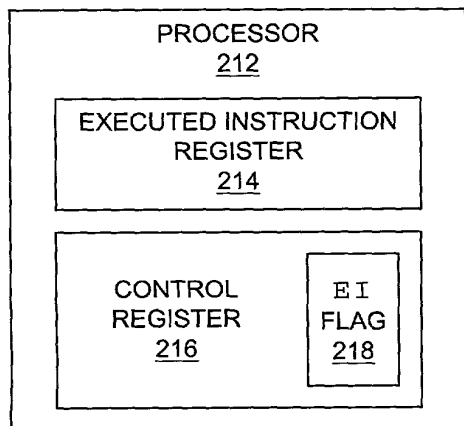 PROCESSOR
212
EXECUTED INSTRUCTION
REGISTER
214
CONTROL
REGISTER
216
EI
FLAG
218